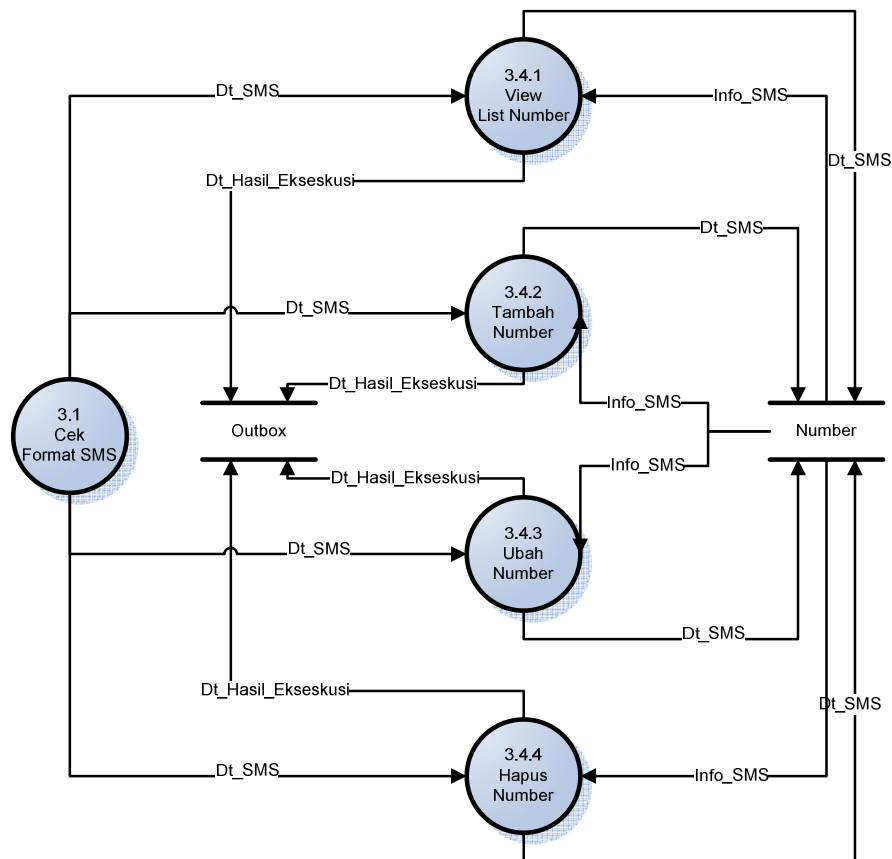 3.4.1
View
List Number
Dt_SMS
Info_SMS
Dt_SMS
Dt_Hasil_Ekseskusi
Dt_SMS
3.4.2
Tambah
Number
Dt_SMS
Dt_Hasil_Ekseskusi
Info_SMS
3.1
Cek
Format SMS
Outbox
Number
Info_SMS
Dt_Hasil_Ekseskusi
3.4.3
Ubah
Number
Dt_SMS
Dt_SMS
Dt_Hasil_Ekseskusi
Dt_SMS
3.4.4
Hapus
Number
Dt_SMS
Info_SMS